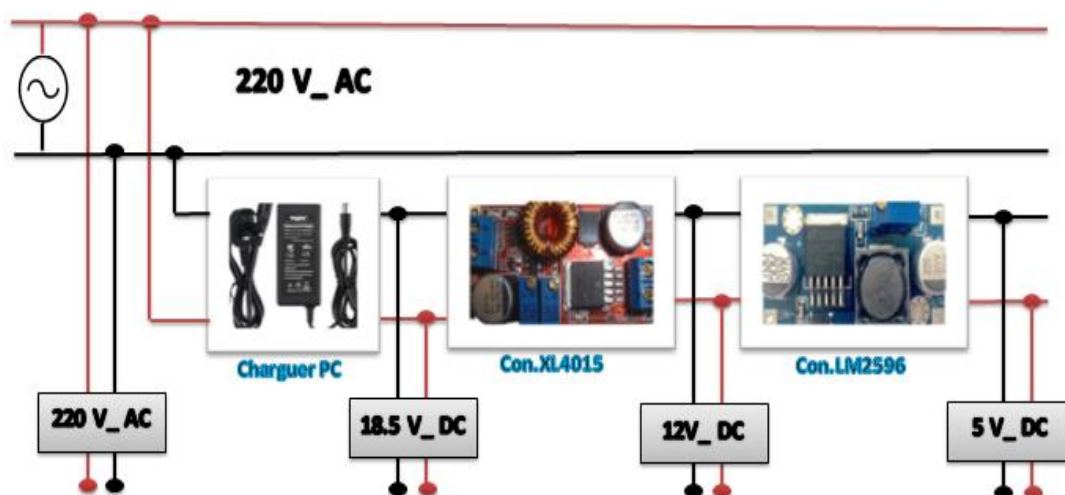 220 V_ AC
Charguer PC
Con.XL4015
Con.LM2596
220 V_ AC
18.5 V_ DC
12V_ DC
5 V_ DC